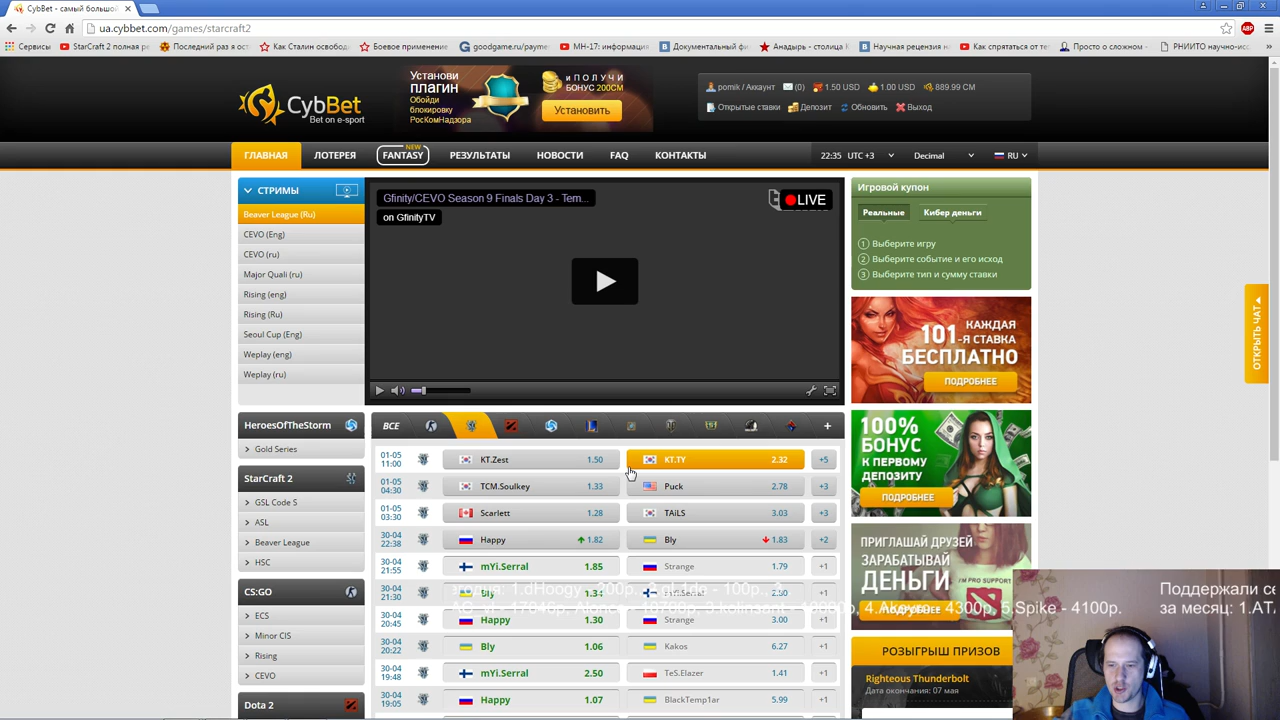 CybBet - самый большой
ua.cybbet.com/games/starcraft2
ABP
Сервисы
StarCraft 2 полная ре
Последний раз я ост
Как Сталин освобод
Боевое применение
goodgame.ru/payme
МН-17: информация
Документальный фи
Анадырь - столица К
Научная рецензия н
Как спрятаться от те
Просто о сложном -
РНИИТО научно-исс
CybBet
Bet on e-sport
Установи
плагин
Обойди
блокировку
РосКомНадзора
и ПОЛУЧИ
БОНУС 200CM
Установить
pomik / Аккаунт (0) 1.50 USD 1.00 USD 889.99 CM
Открытые ставки Депозит Обновить Выход
ГЛАВНАЯ ЛОТЕРЕЯ FANTASY РЕЗУЛЬТАТЫ НОВОСТИ FAQ КОНТАКТЫ 22:35 UTC +3 Decimal RU
NEW
СТРИМЫ
Beaver League (Ru)
CEVO (Eng)
CEVO (ru)
Major Quali (ru)
Rising (eng)
Rising (Ru)
Seoul Cup (Eng)
Weplay (eng)
Weplay (ru)
Gfinity/CEVO Season 9 Finals Day 3 - Tem...
on GfinityTV
LIVE
Игровой купон
Реальные Кибер деньги
1 Выберите игру
2 Выберите событие и его исход
3 Выберите тип и сумму ставки
101-я КАЖДАЯ
СТАВКА
БЕСПЛАТНО
ПОДРОБНЕЕ
ОТКРЫТЬ ЧАТ
100%
БОНУС
К ПЕРВОМУ
ДЕПОЗИТУ
ПОДРОБНЕЕ
ПРИГЛАШАЙ ДРУЗЕЙ
ЗАРАБАТЫВАЙ
ДЕНЬГИ
I'M PRO SUPPORT
РОЗЫГРЫШ ПРИЗОВ
Righteous Thunderbolt
Дата окончания: 07 мая
HeroesOfTheStorm
Gold Series
StarCraft 2
GSL Code S
ASL
Beaver League
HSC
CS:GO
ECS
Minor CIS
Rising
CEVO
Dota 2
ВСЕ +
01-05 11:00 KT.Zest 1.50 KT.TY 2.32 +5
01-05 04:30 TCM.Soulkey 1.33 Puck 2.78 +3
01-05 03:30 Scarlett 1.28 TAiLS 3.03 +3
30-04 22:38 Happy 1.82 Bly 1.83 +2
30-04 21:55 mYi.Serral 1.85 Strange 1.79 +1
30-04 21:30 Bly
30-04 20:45 Happy 1.30 Strange 3.00 +1
30-04 20:22 Bly 1.06 Kakos 6.27 +1
30-04 19:48 mYi.Serral 2.50 TeS.Elazer 1.41 +1
30-04 19:05 Happy 1.07 BlackTemp1ar 5.99 +1
4300р, 5.Spike - 4100р.
Поддержали се
за месяц: 1.AT